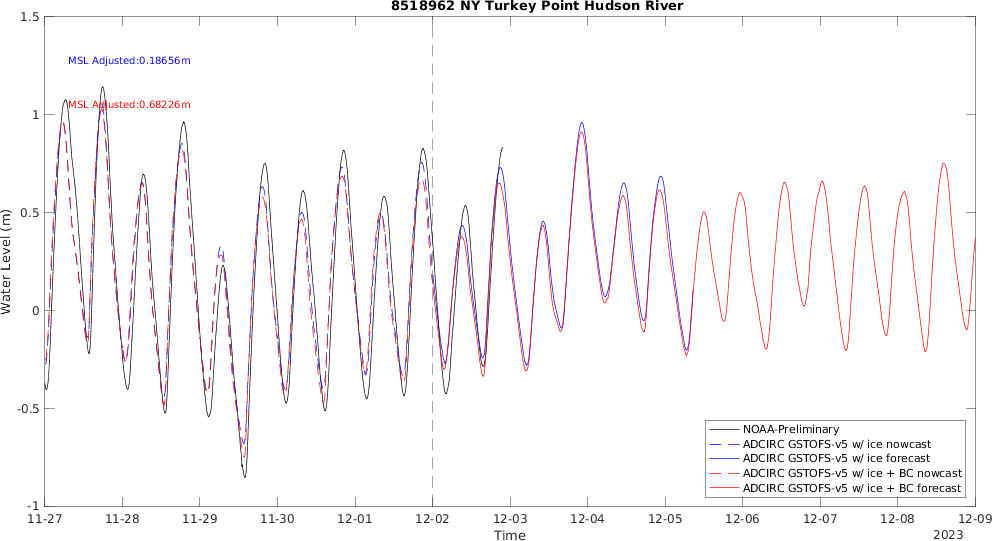 8518962 NY Turkey Point Hudson River
1.5
MSL Adjusted:0.18656m
MSL Adjusted:0.68226m
1
0.5
0
-0.5
-1
Water Level (m)
NOAA-Preliminary
ADCIRC GSTOFS-v5 w/ ice nowcast
ADCIRC GSTOFS-v5 w/ ice forecast
ADCIRC GSTOFS-v5 w/ ice + BC nowcast
ADCIRC GSTOFS-v5 w/ ice + BC forecast
11-27 11-28 11-29 11-30 12-01 12-02 12-03 12-04 12-05 12-06 12-07 12-08 12-09
Time
2023